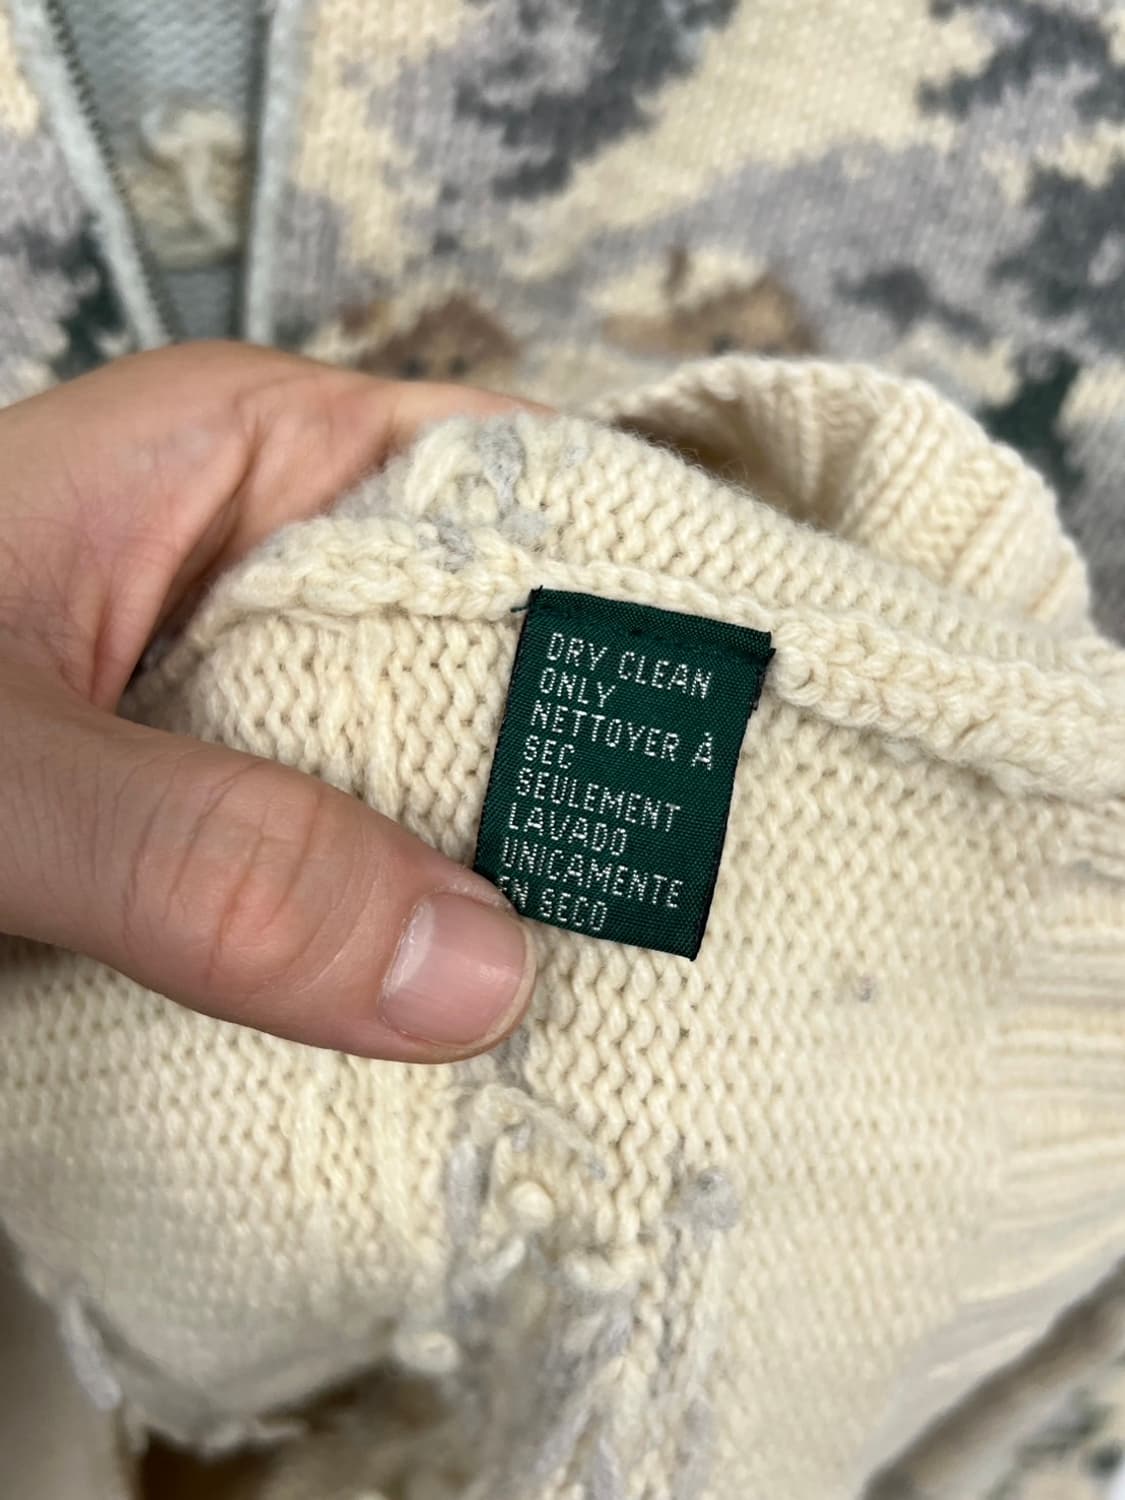 DRY CLEAN
ONLY
NETTOYER À
SEC
SEULEMENT
LAVADO
UNICAMENTE
EN SECO